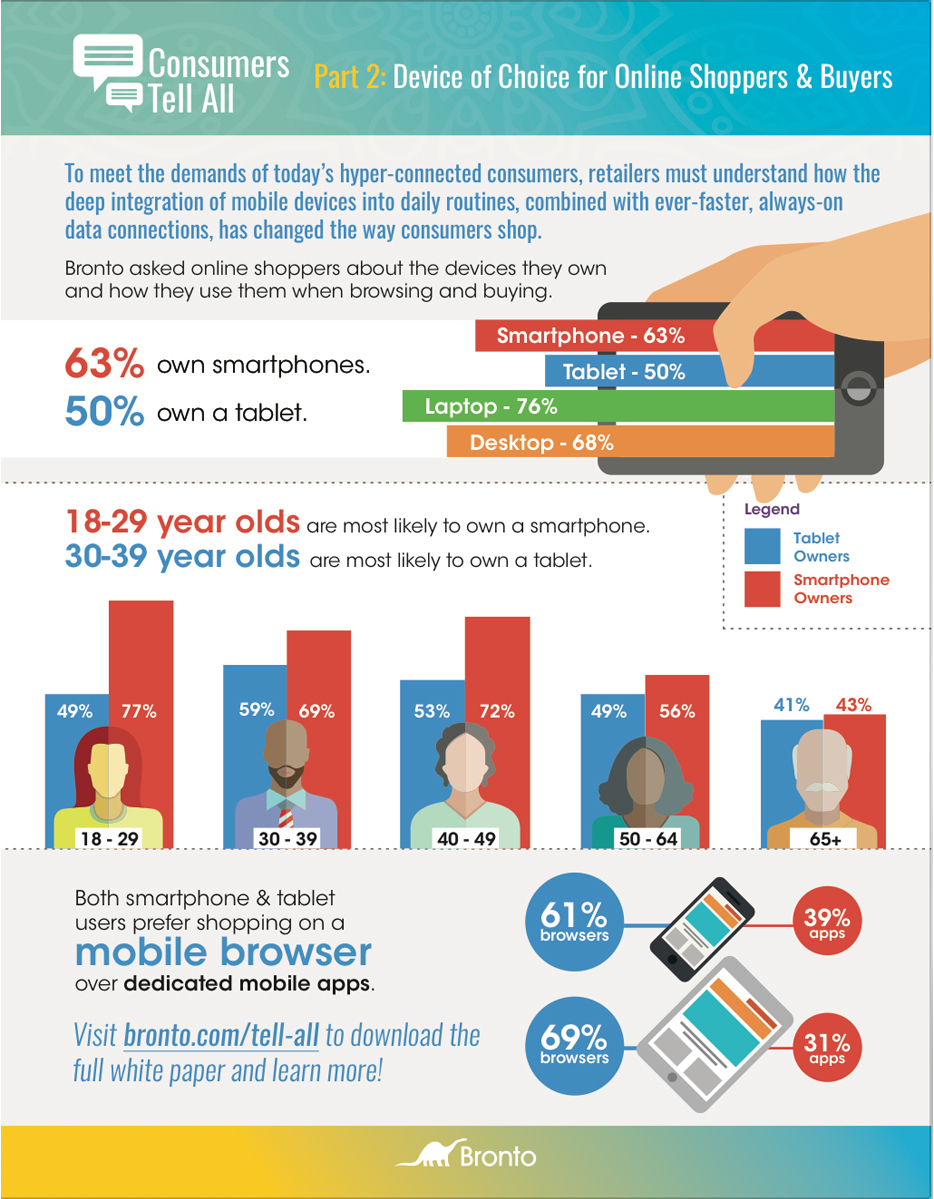 Consumers
Tell All
Part 2: Device of Choice for Online Shoppers & Buyers
To meet the demands of today's hyper-connected consumers, retailers must understand how the
deep integration of mobile devices into daily routines, combined with ever-faster, always-on
data connections, has changed the way consumers shop.
Bronto asked online shoppers about the devices they own
and how they use them when browsing and buying.
63% own smartphones.
50% own a tablet.
Smartphone - 63%
Tablet - 50%
Laptop - 76%
Desktop - 68%
18-29 year olds are most likely to own a smartphone.
30-39 year olds are most likely to own a tablet.
Legend
Tablet
Owners
Smartphone
Owners
49% 77%
59% 69%
53% 72%
49% 56%
41% 43%
18 - 29
30 - 39
40 - 49
50 - 64
65+
Both smartphone & tablet
users prefer shopping on a
mobile browser
over dedicated mobile apps.
Visit bronto.com/tell-all to download the
full white paper and learn more!
61%
browsers
39%
apps
69%
browsers
31%
apps
Bronto